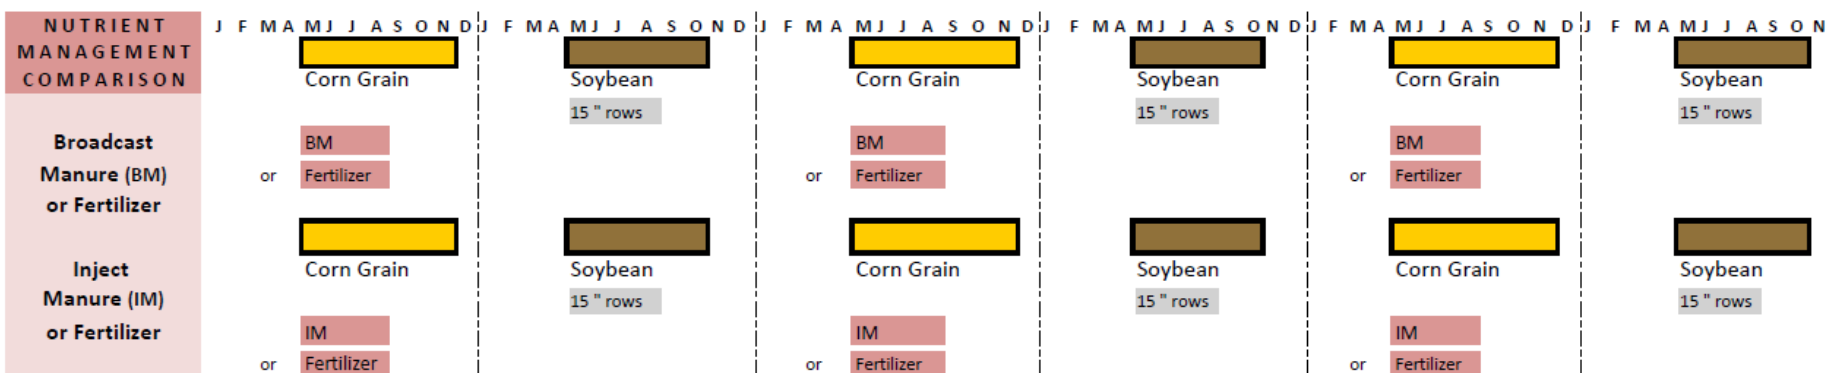 NUTRIENT J F M A M J J A S O N D J F M A M J J A S O N D J F M A M J J A S O N D J F M A M J J A S O N D J F M A M J J A S O N D J F M A M J J A S O N
MANAGEMENT
COMPARISON Corn Grain Soybean Corn Grain Soybean Corn Grain Soybean
15 " rows 15 " rows 15 " rows
Broadcast BM BM BM
Manure (BM) or Fertilizer or Fertilizer or Fertilizer
or Fertilizer
Inject Corn Grain Soybean Corn Grain Soybean Corn Grain Soybean
Manure (IM) 15 " rows 15 " rows 15 " rows
or Fertilizer IM IM IM
or Fertilizer or Fertilizer or Fertilizer